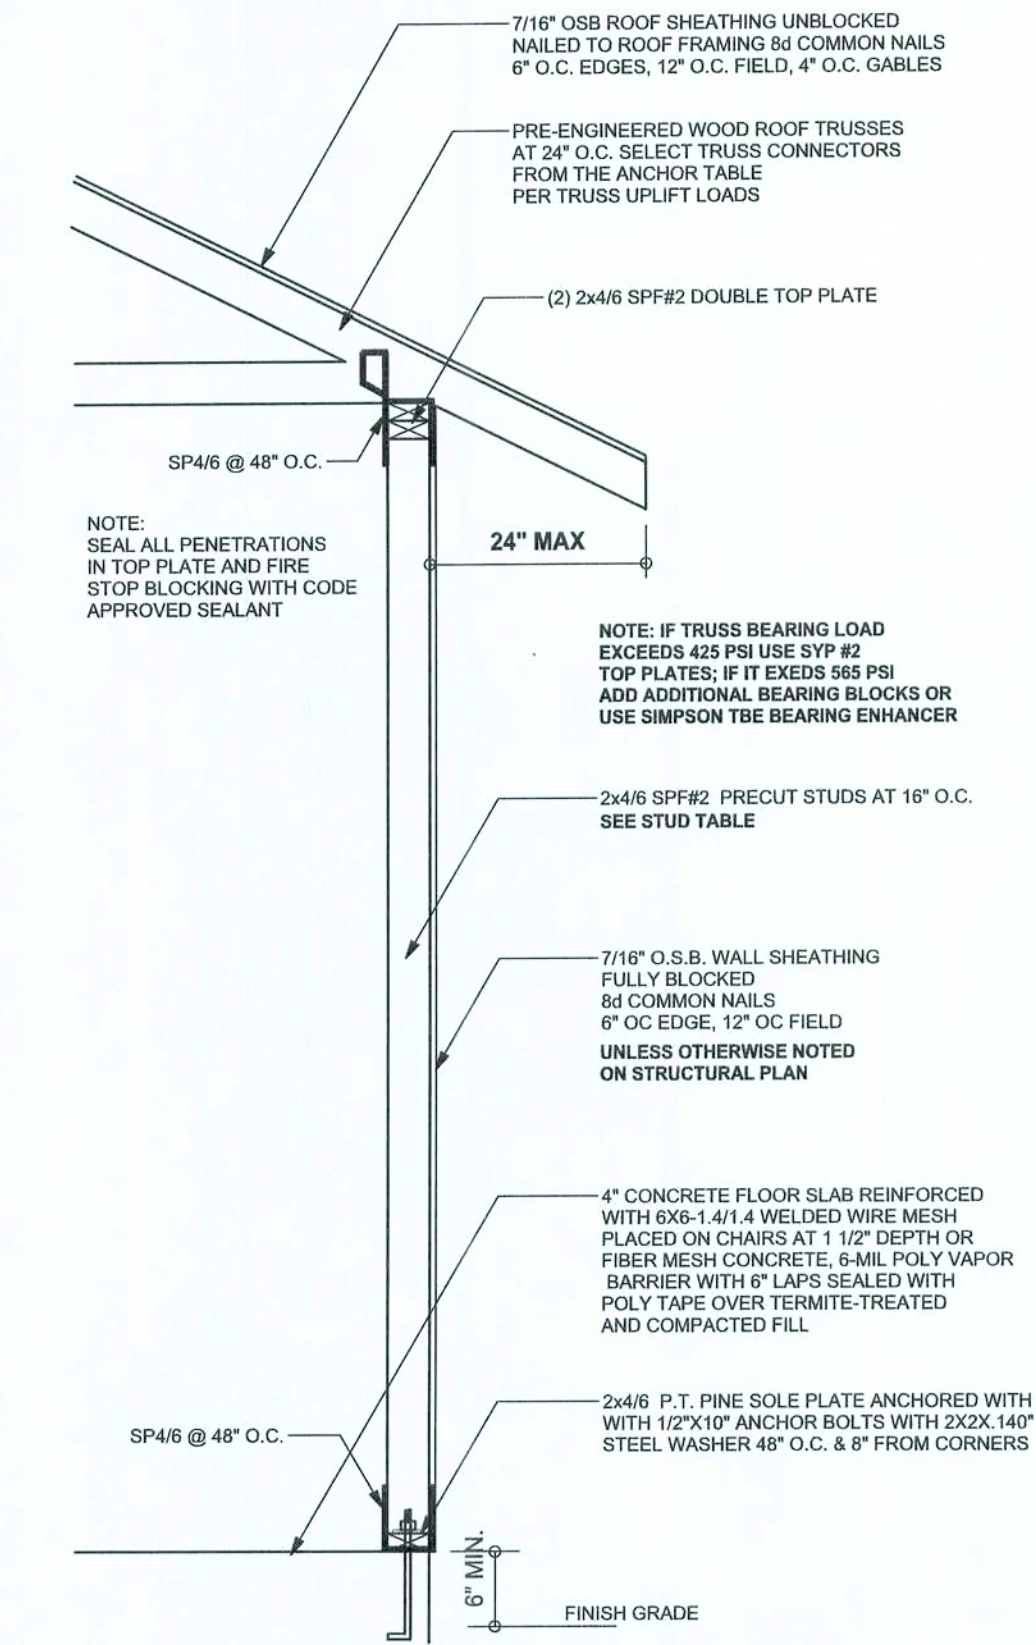 7/16" OSB ROOF SHEATHING UNBLOCKED
NAILED TO ROOF FRAMING 8d COMMON NAILS
6" O.C. EDGES, 12" O.C. FIELD, 4" O.C. GABLES
PRE-ENGINEERED WOOD ROOF TRUSSES
AT 24" O.C. SELECT TRUSS CONNECTORS
FROM THE ANCHOR TABLE
PER TRUSS UPLIFT LOADS
(2) 2x4/6 SPF#2 DOUBLE TOP PLATE
SP4/6 @ 48" O.C.
NOTE:
SEAL ALL PENETRATIONS
IN TOP PLATE AND FIRE
STOP BLOCKING WITH CODE
APPROVED SEALANT
24" MAX
NOTE: IF TRUSS BEARING LOAD
EXCEEDS 425 PSI USE SYP #2
TOP PLATES; IF IT EXEDS 565 PSI
ADD ADDITIONAL BEARING BLOCKS OR
USE SIMPSON TBE BEARING ENHANCER
2x4/6 SPF#2 PRECUT STUDS AT 16" O.C.
SEE STUD TABLE
7/16" O.S.B. WALL SHEATHING
FULLY BLOCKED
8d COMMON NAILS
6" OC EDGE, 12" OC FIELD
UNLESS OTHERWISE NOTED
ON STRUCTURAL PLAN
4" CONCRETE FLOOR SLAB REINFORCED
WITH 6X6-1.4/1.4 WELDED WIRE MESH
PLACED ON CHAIRS AT 1 1/2" DEPTH OR
FIBER MESH CONCRETE, 6-MIL POLY VAPOR
BARRIER WITH 6" LAPS SEALED WITH
POLY TAPE OVER TERMITE-TREATED
AND COMPACTED FILL
2x4/6 P.T. PINE SOLE PLATE ANCHORED WITH
WITH 1/2"X10" ANCHOR BOLTS WITH 2X2X.140"
STEEL WASHER 48" O.C. & 8" FROM CORNERS
SP4/6 @ 48" O.C.
6" MIN.
FINISH GRADE